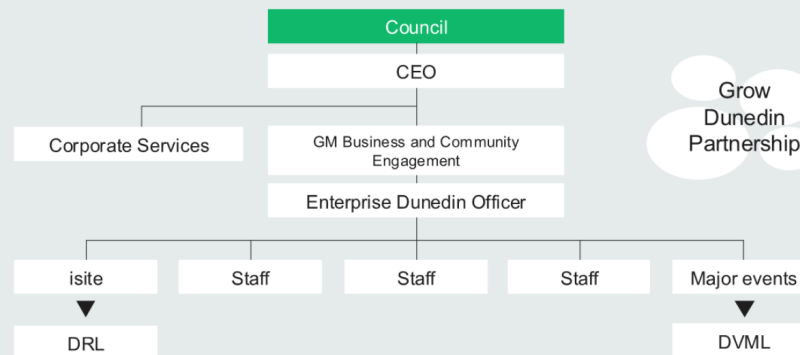 Council
CEO
Grow
Dunedin
Partnership
Corporate Services
GM Business and Community
Engagement
Enterprise Dunedin Officer
isite
Staff
Staff
Staff
Major events
DRL
DVML